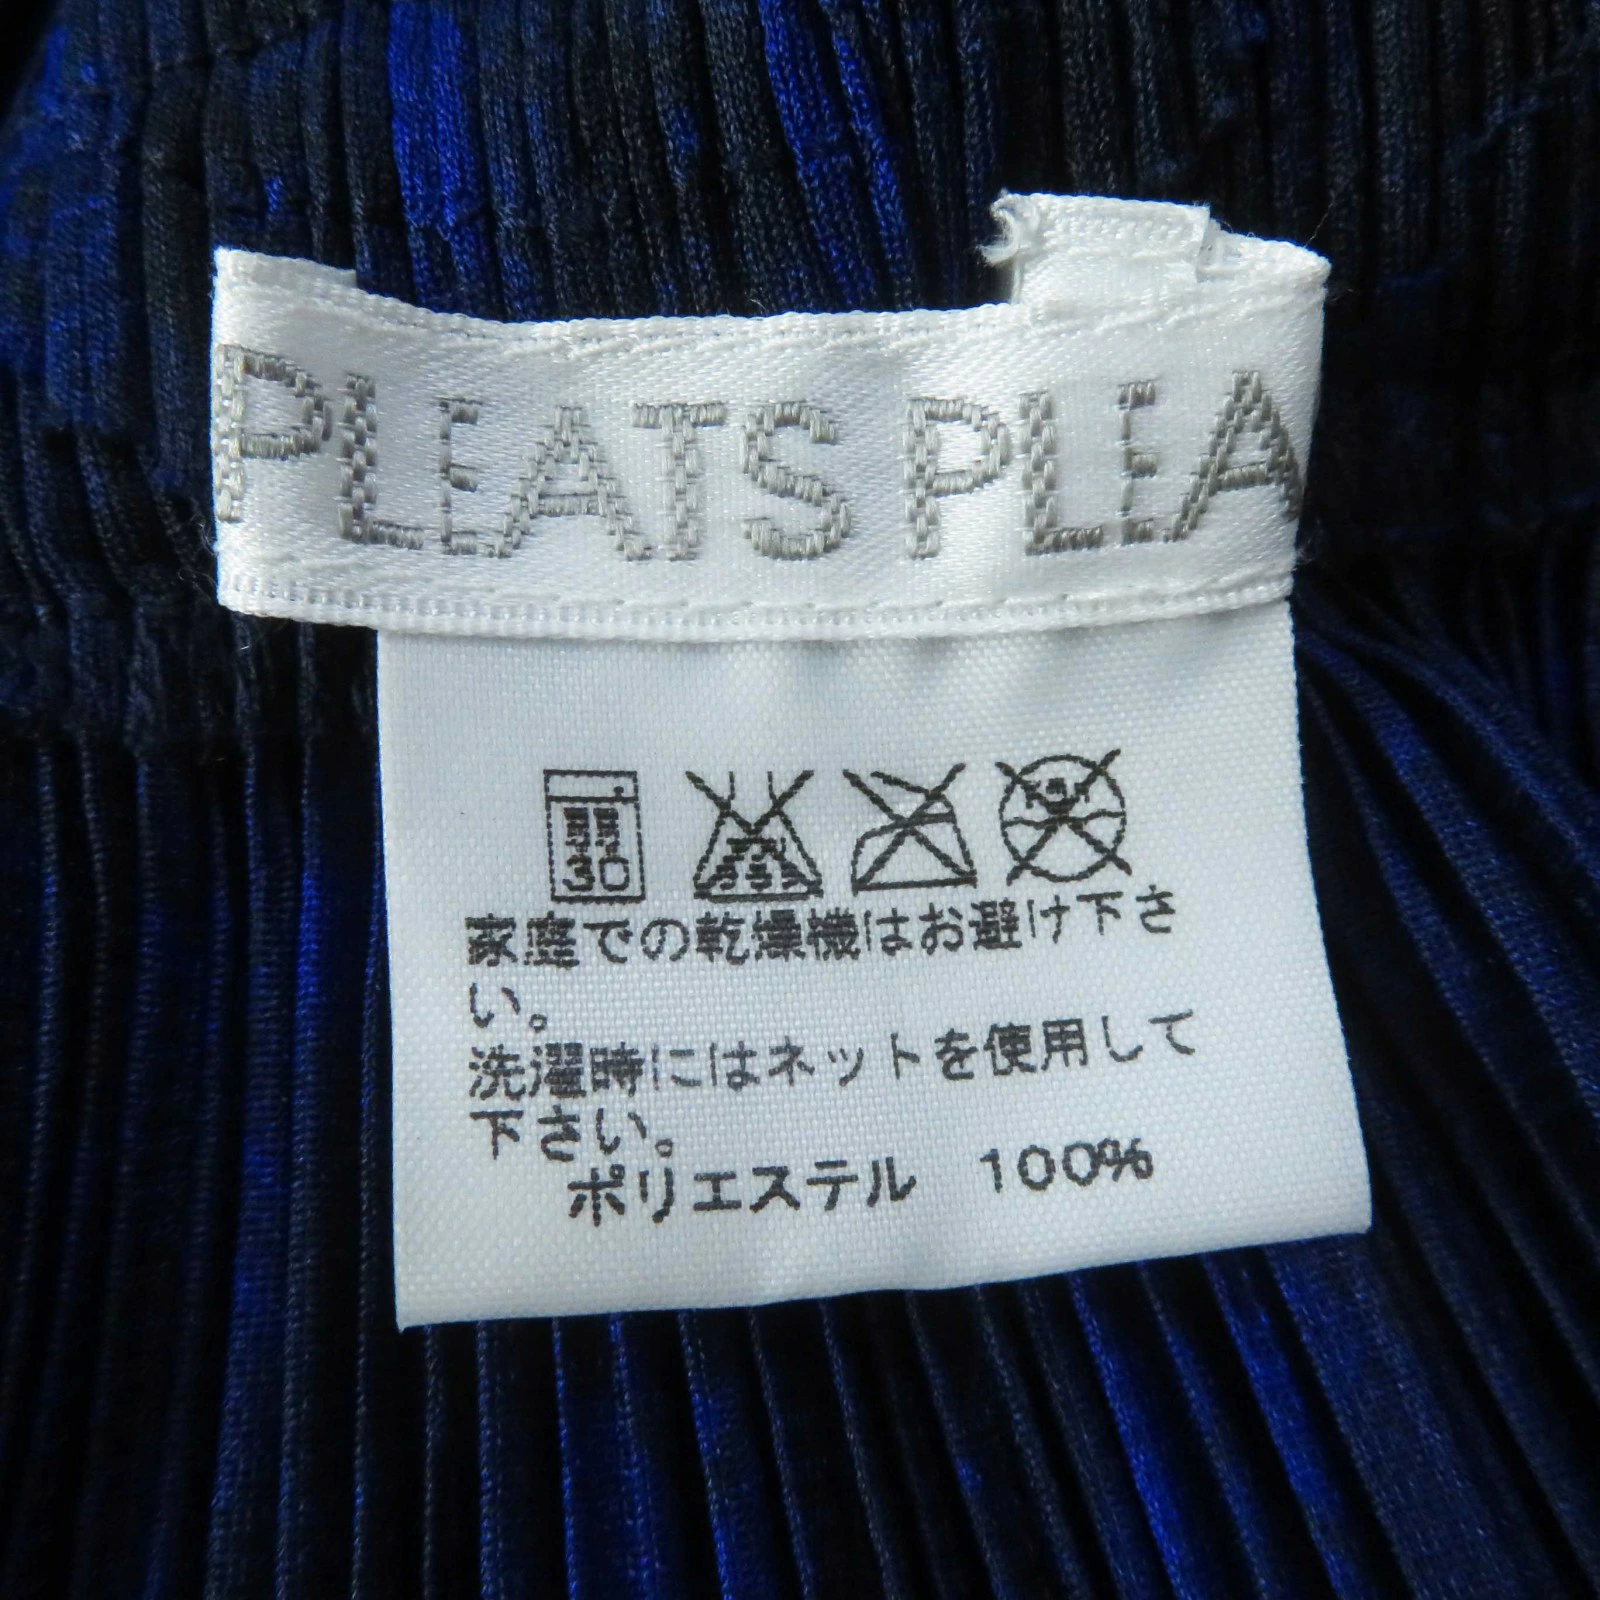 PLEATS PLEA
30
家庭での乾燥機はお避け下さ
い。
洗濯時にはネットを使用して
下さい。
ポリエステル 100%